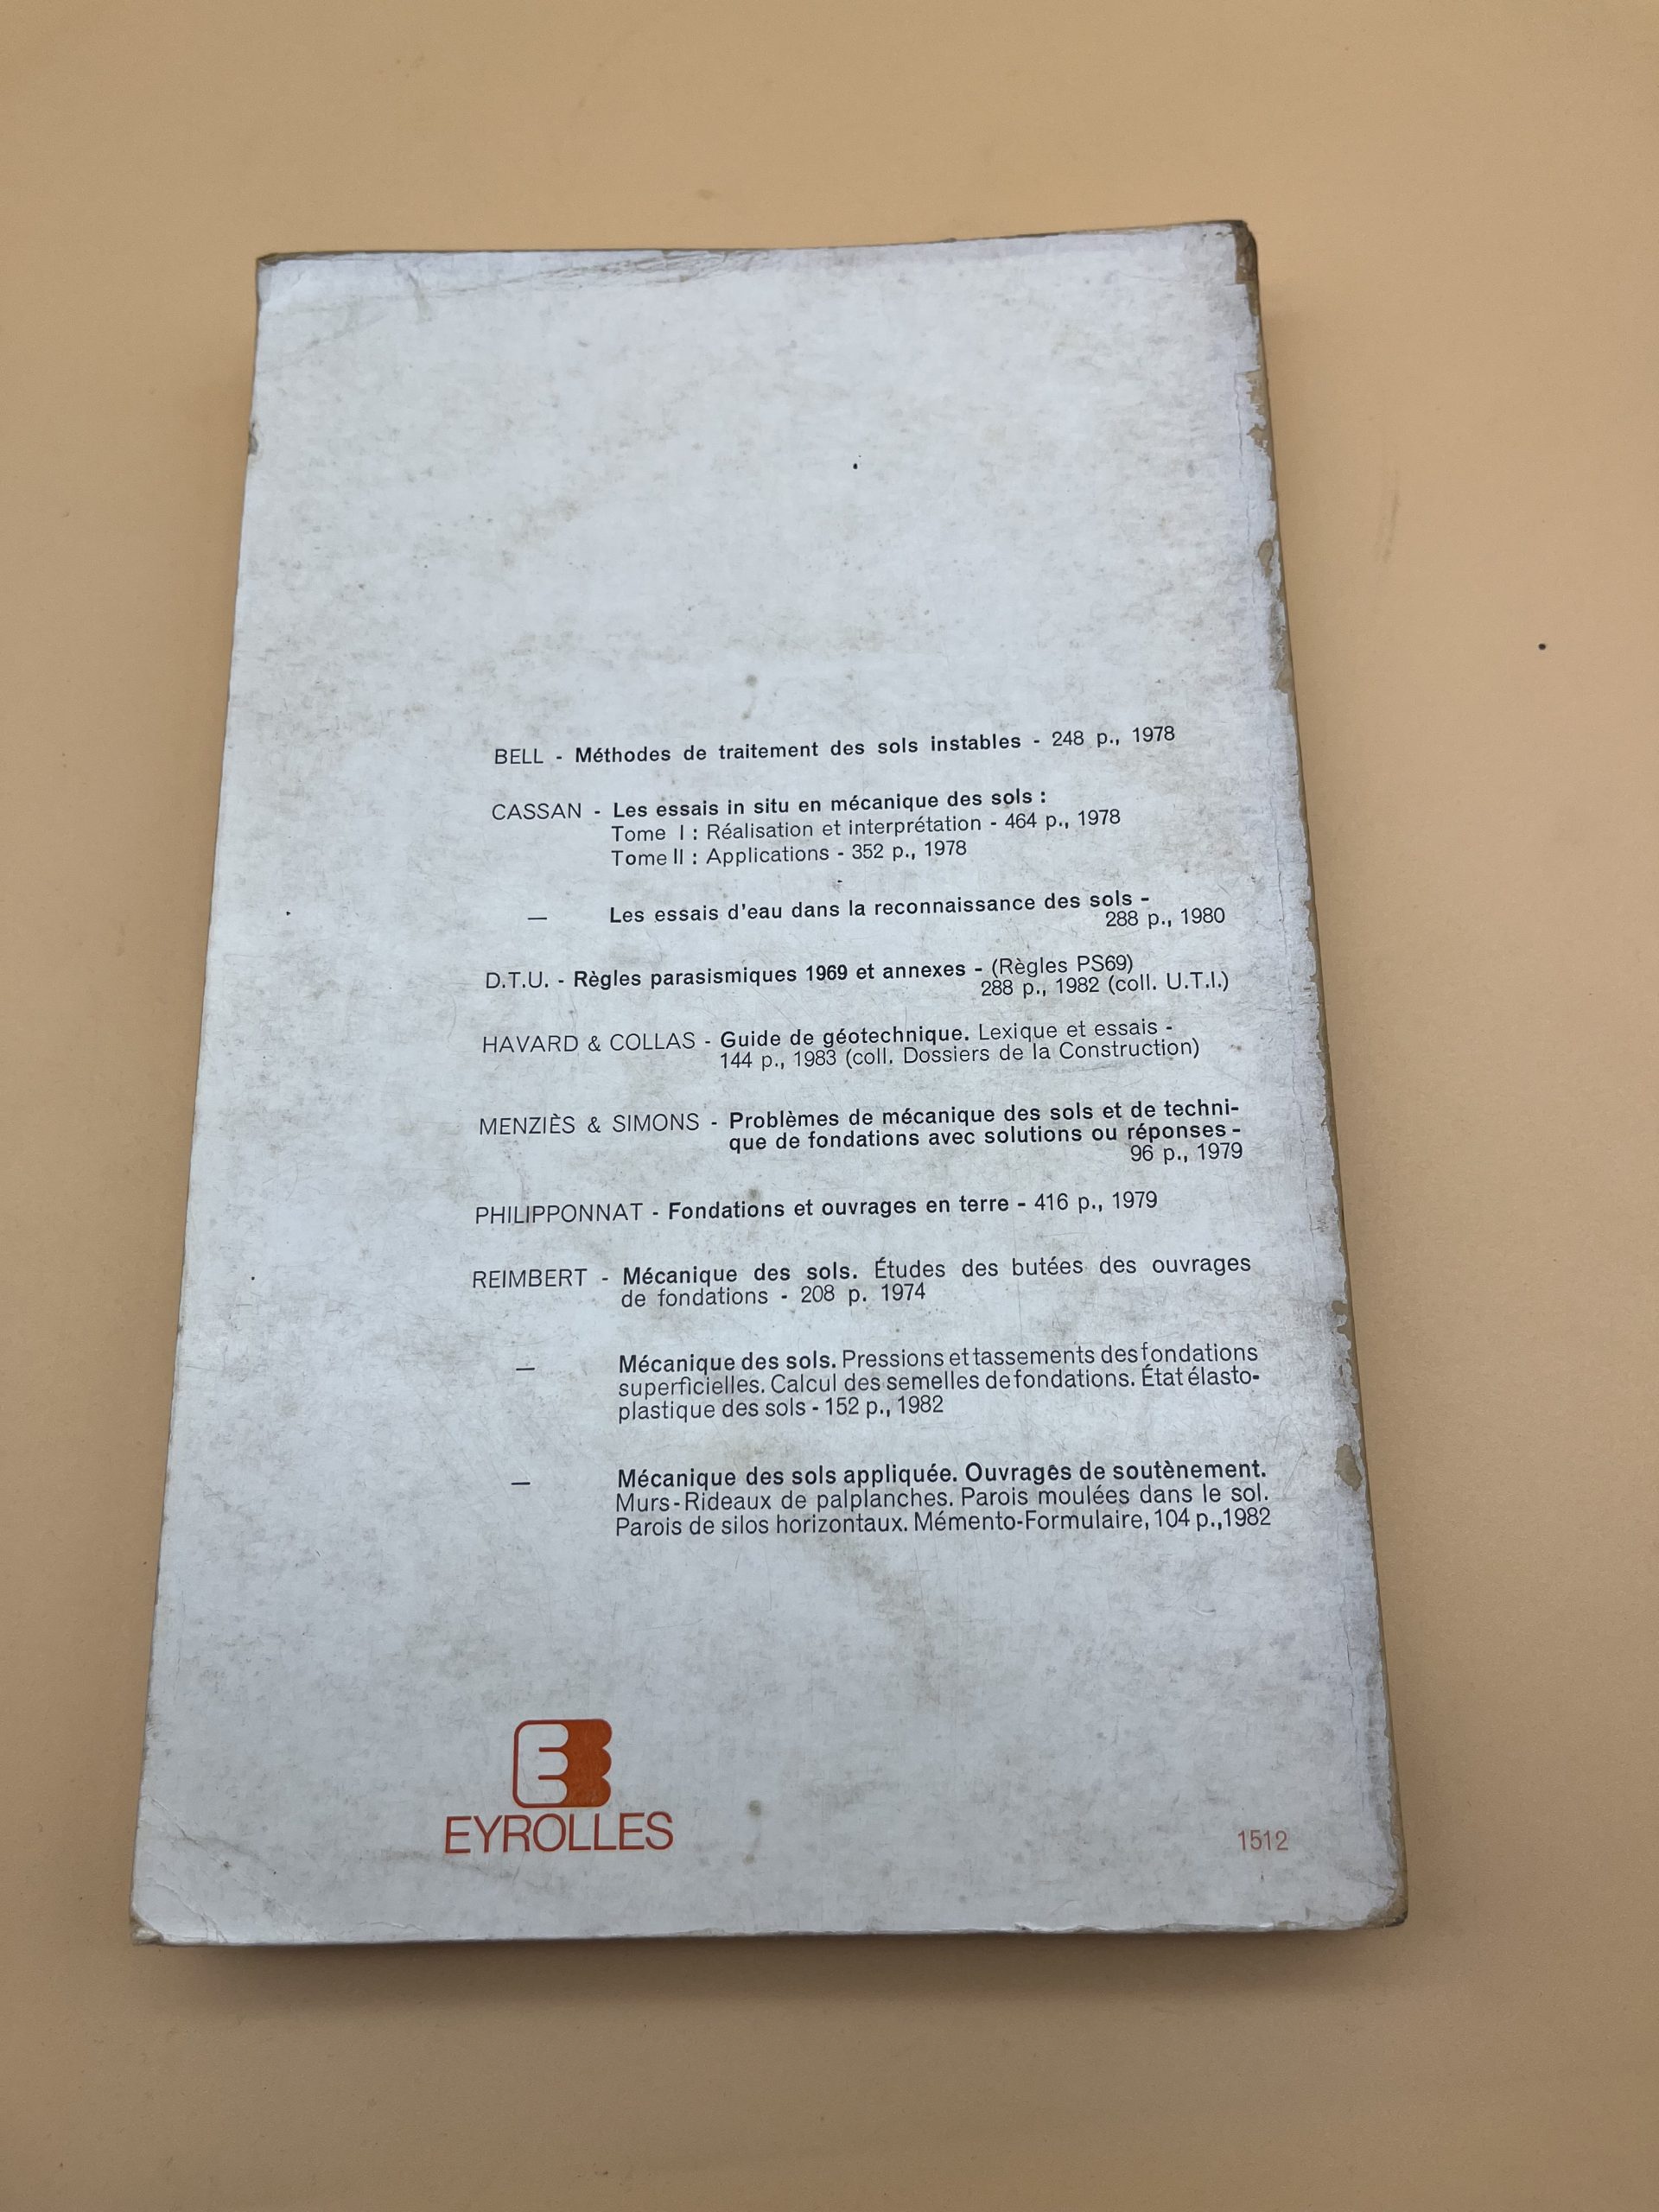 BELL - Méthodes de traitement des sols instables - 248 p., 1978
CASSAN - Les essais in situ en mécanique des sols :
Tome I : Réalisation et interprétation - 464 p., 1978
Tome II : Applications - 352 p., 1978
— Les essais d'eau dans la reconnaissance des sols -
288 p., 1980
D.T.U. - Règles parasismiques 1969 et annexes - (Règles PS69)
288 p., 1982 (coll. U.T.I.)
HAVARD & COLLAS - Guide de géotechnique. Lexique et essais -
144 p., 1983 (coll. Dossiers de la Construction)
MENZIÈS & SIMONS - Problèmes de mécanique des sols et de techni-
que de fondations avec solutions ou réponses -
96 p., 1979
PHILIPPONNAT - Fondations et ouvrages en terre - 416 p., 1979
REIMBERT - Mécanique des sols. Études des butées des ouvrages
de fondations - 208 p. 1974
— Mécanique des sols. Pressions et tassements des fondations
superficielles. Calcul des semelles de fondations. État élasto-
plastique des sols - 152 p., 1982
— Mécanique des sols appliquée. Ouvrages de soutènement.
Murs-Rideaux de palplanches. Parois moulées dans le sol.
Parois de silos horizontaux. Mémento-Formulaire, 104 p., 1982
EYROLLES
1512